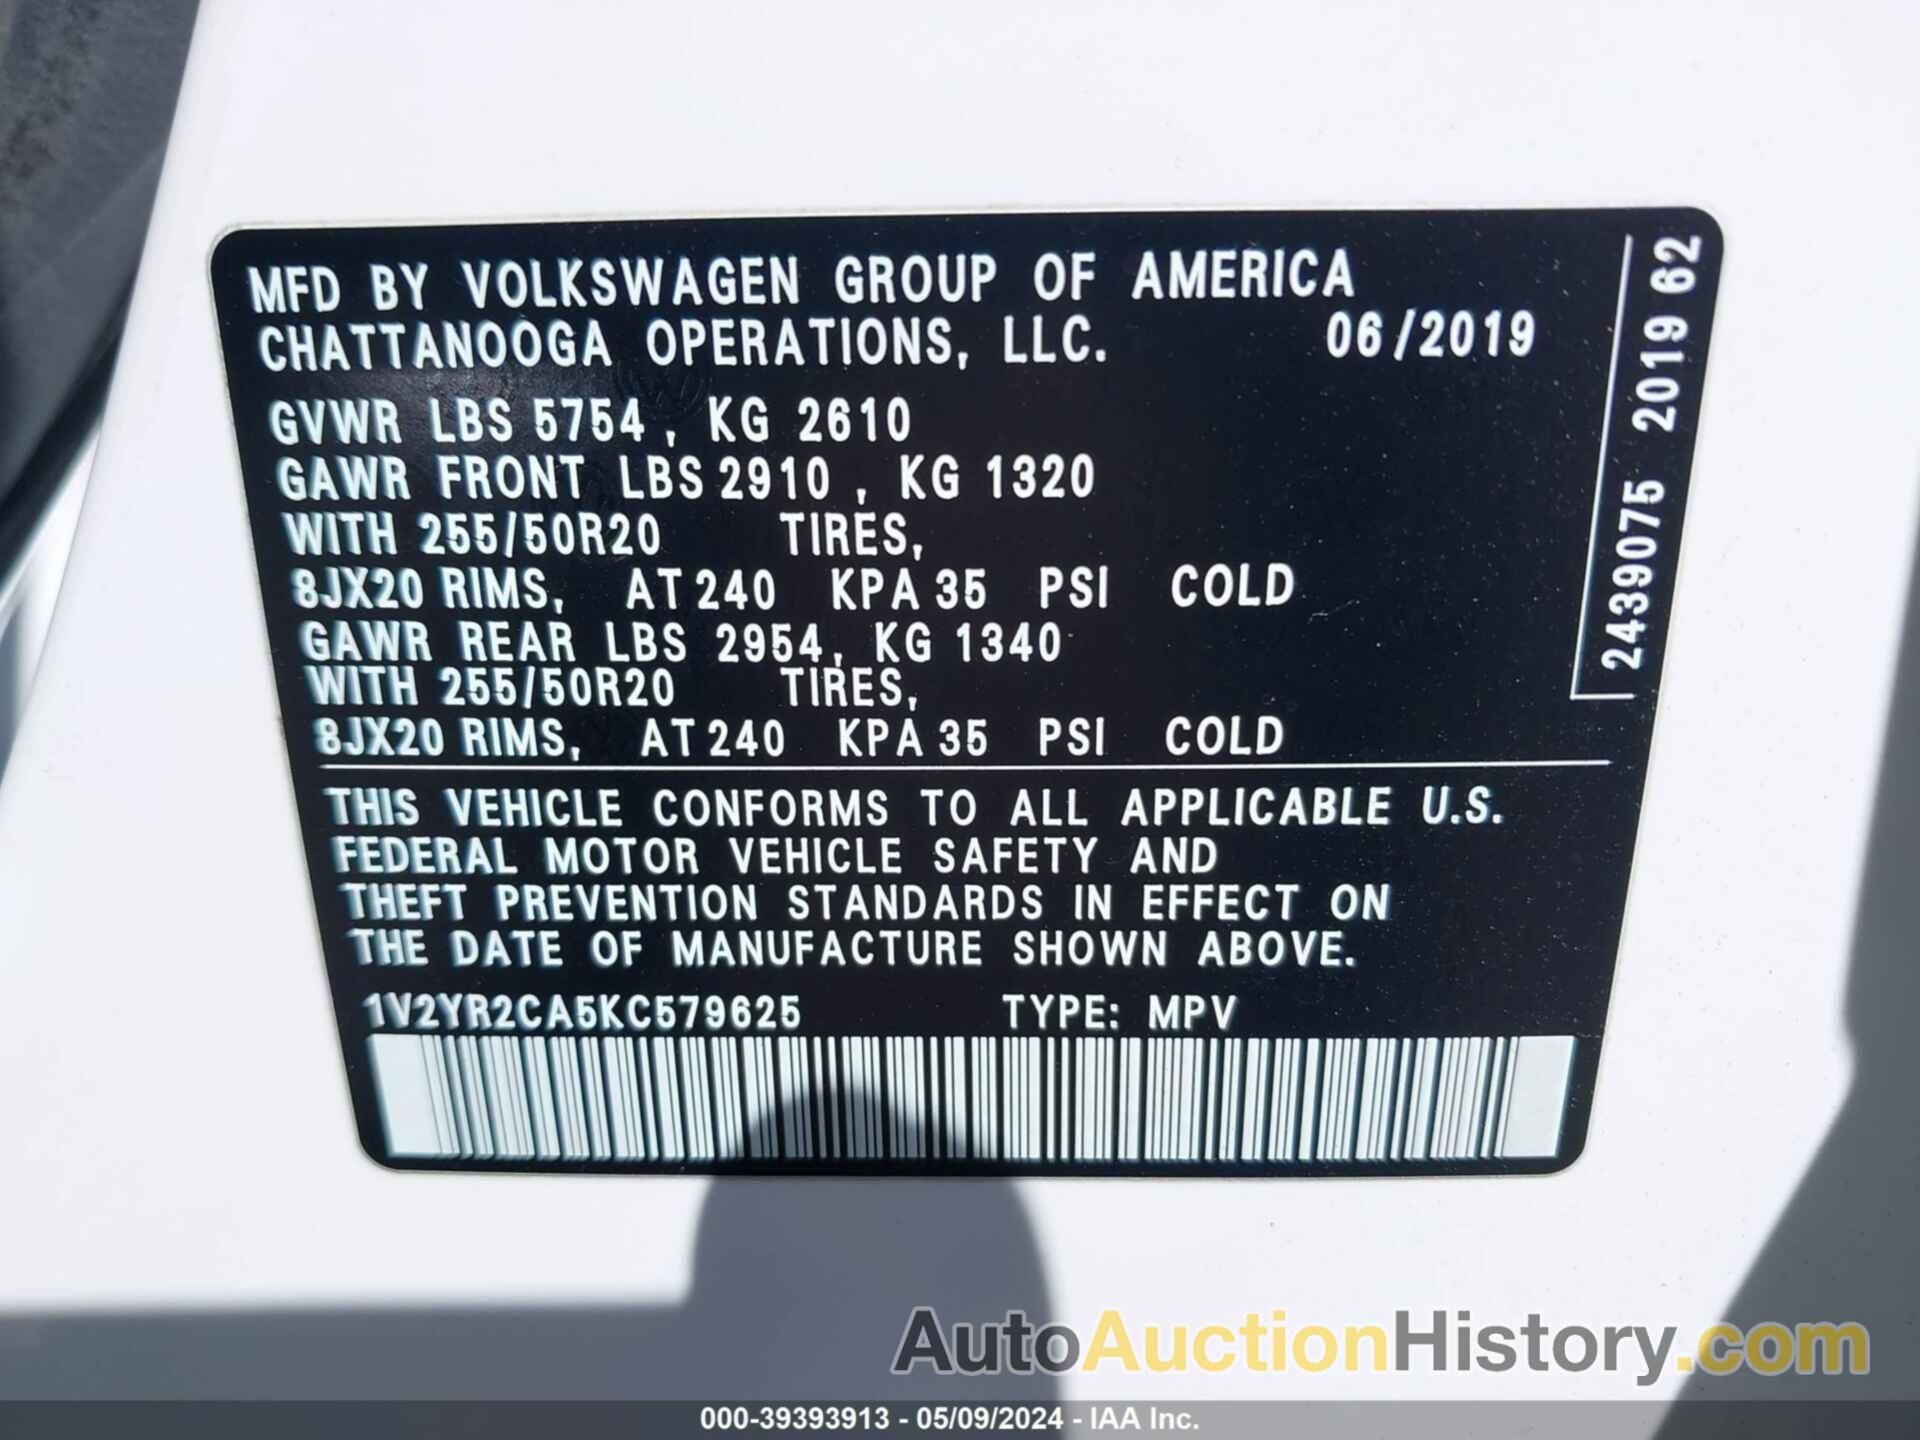 MFD BY VOLKSWAGEN GROUP OF AMERICA
CHATTANOOGA OPERATIONS, LLC. 06/2019
GVWR LBS 5754, KG 2610
GAWR FRONT LBS 2910, KG 1320
WITH 255/50R20 TIRES,
8JX20 RIMS, AT 240 KPA 35 PSI COLD
GAWR REAR LBS 2954, KG 1340
WITH 255/50R20 TIRES,
8JX20 RIMS, AT 240 KPA 35 PSI COLD
THIS VEHICLE CONFORMS TO ALL APPLICABLE U.S.
FEDERAL MOTOR VEHICLE SAFETY AND
THEFT PREVENTION STANDARDS IN EFFECT ON
THE DATE OF MANUFACTURE SHOWN ABOVE.
1V2YR2CA5KC579625 TYPE: MPV
2439075 2019 62
AutoAuctionHistory.com
000-39393913 - 05/09/2024 - IAA Inc.